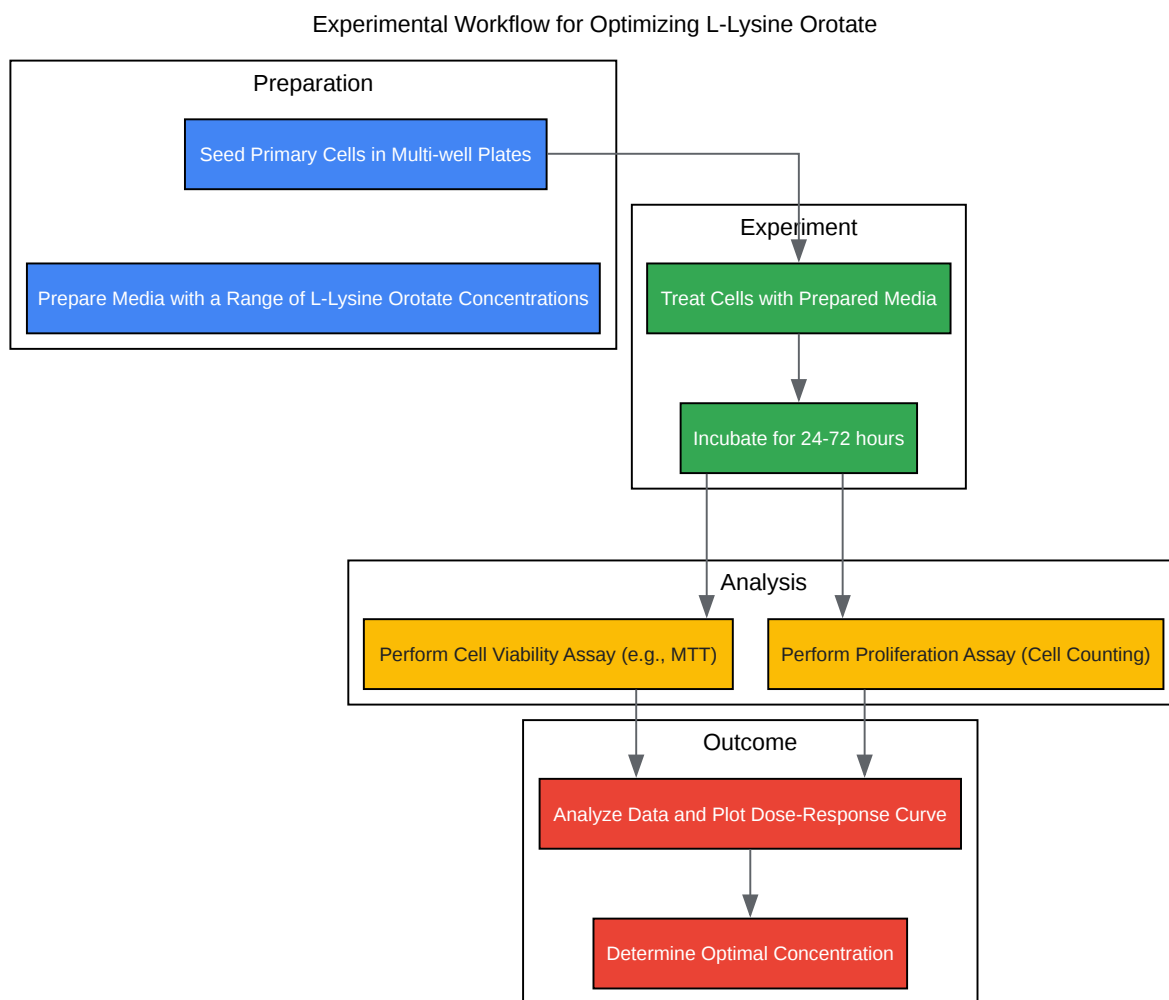 Experimental Workflow for Optimizing L-Lysine Orotate
Preparation
Seed Primary Cells in Multi-well Plates
Prepare Media with a Range of L-Lysine Orotate Concentrations
Experiment
Treat Cells with Prepared Media
Incubate for 24-72 hours
Analysis
Perform Cell Viability Assay (e.g., MTT)
Perform Proliferation Assay (Cell Counting)
Outcome
Analyze Data and Plot Dose-Response Curve
Determine Optimal Concentration